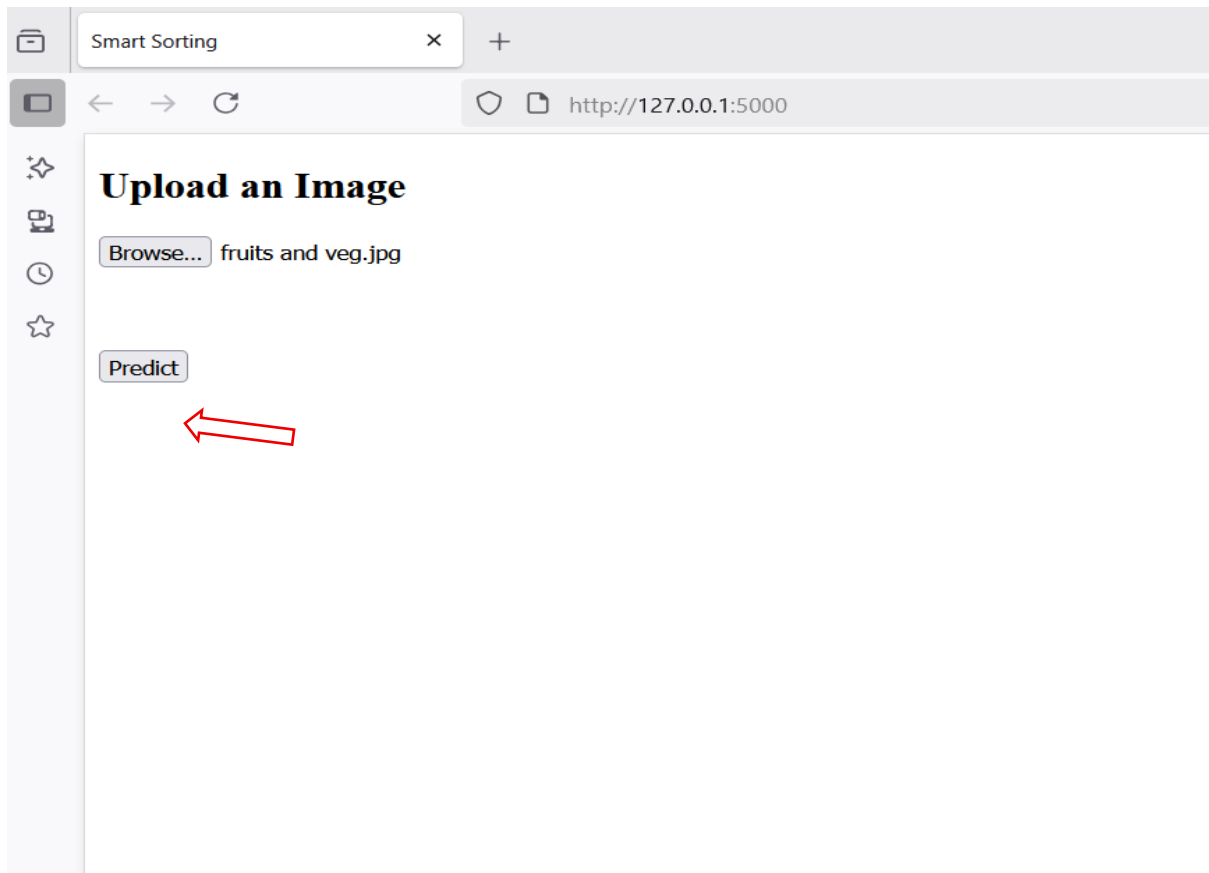 Smart Sorting
http://127.0.0.1:5000
Upload an Image
Browse... fruits and veg.jpg
Predict